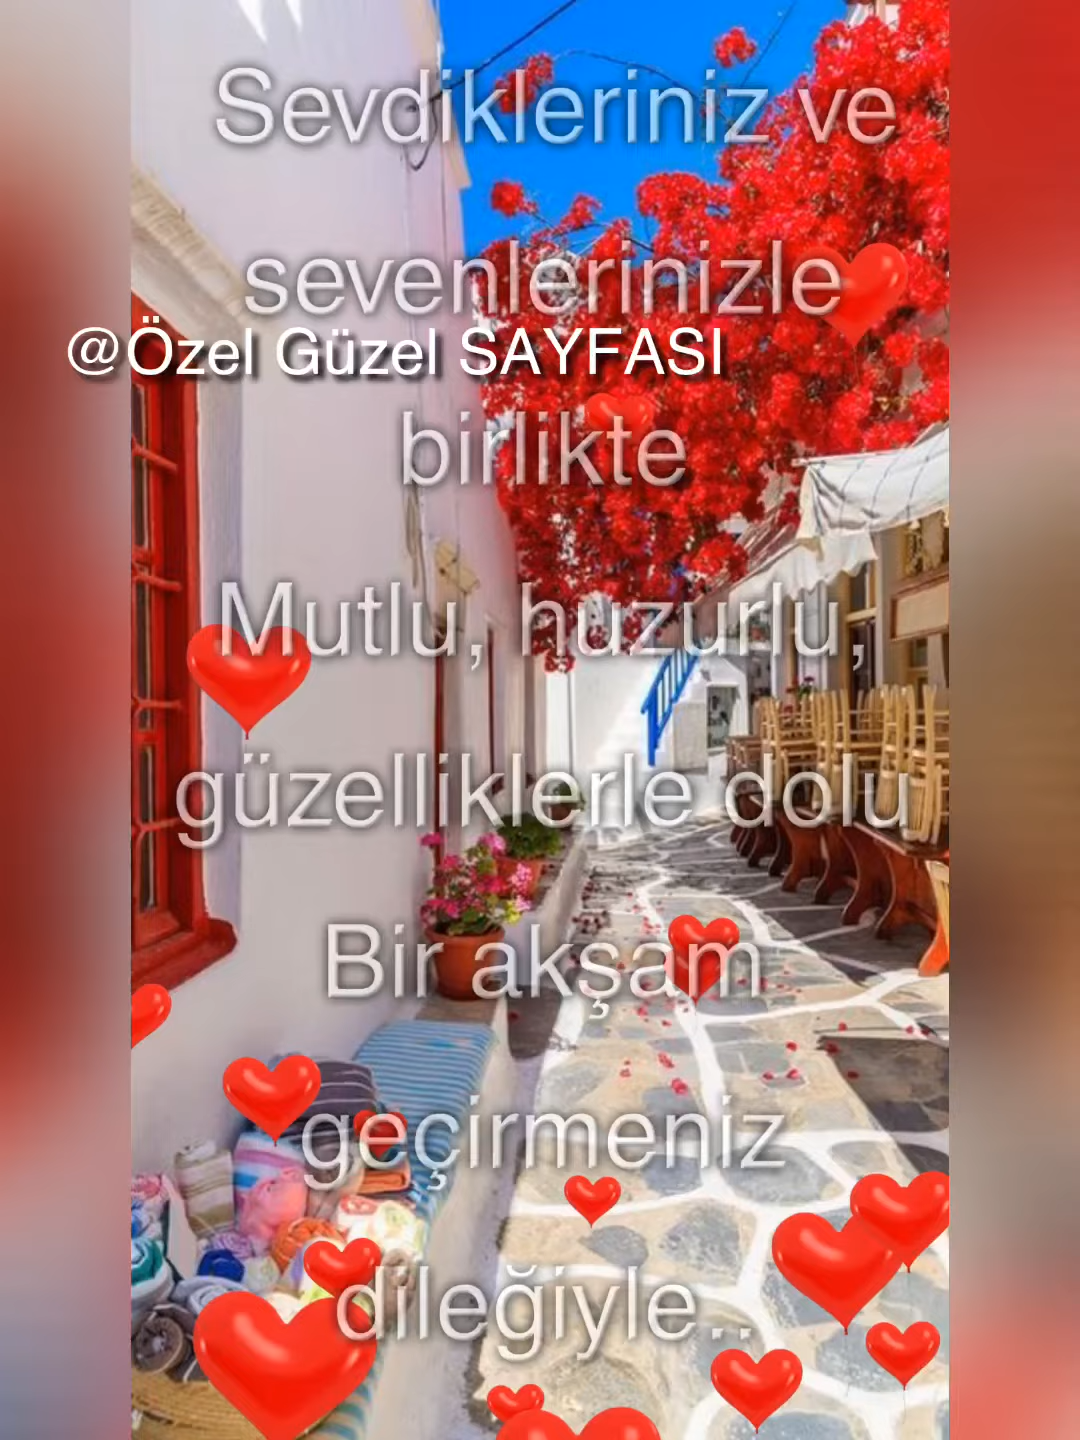 Sevdikleriniz ve
sevenlerinizle
@Özel Güzel SAYFASI
birlikte
Mutlu, huzurlu,
güzelliklerle dolu
Bir akşam
geçirmeniz
dileğiyle..